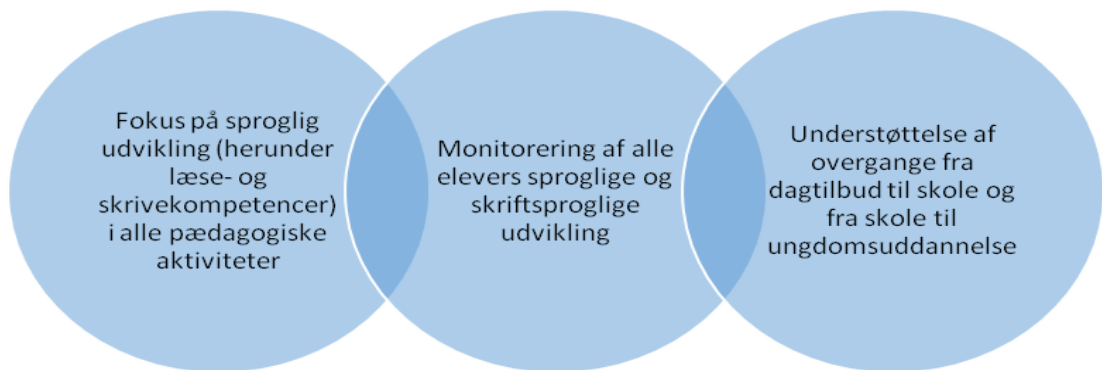 Fokus på sproglig
udvikling (herunder
læse- og
skrivekompetencer)
i alle pædagogiske
aktiviteter
Monitorering af alle
elevers sproglige og
skriftsproglige
udvikling
Understøttelse af
overgange fra
dagtilbud til skole og
fra skole til
ungdomsuddannelse